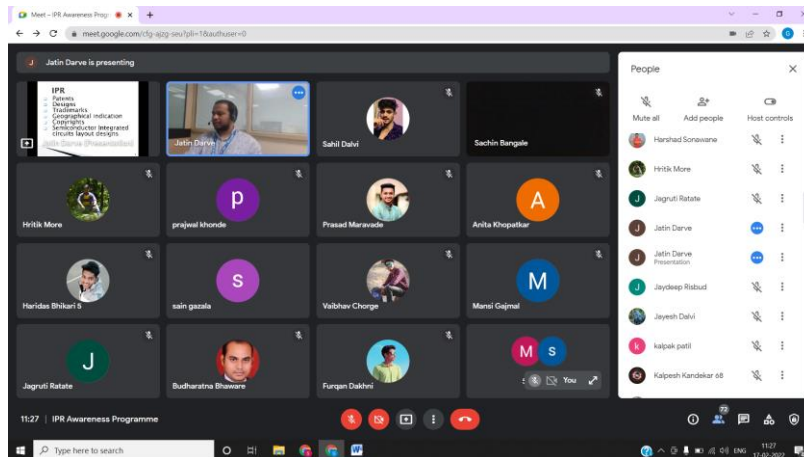 Meet – IPR Awareness Prog
meet.google.com/cfg-ajzg-seu?pli=1&authuser=0
J Jatin Darve is presenting
IPR
Patents
Designs
Trademarks
Geographical indication
Copyrights
Semiconductor Integrated
circuits layout designs
Jatin Darve (Presentation)
Jatin Darve
Sahil Dalvi
Sachin Bangale
Hritik More
p
prajwal khonde
Prasad Maravade
A
Anita Khopatkar
Haridas Bhikari S
s
sain gazala
Vaibhav Chorge
M
Mansi Gajmal
J
Jagruti Ratate
Budharatna Bhaware
Furqan Dakhni
M s
You
People
Mute all Add people Host controls
Harshad Sonawane
Hritik More
J Jagruti Ratate
J Jatin Darve
J Jatin Darve
Presentation
J Jaydeep Risbud
Jayesh Dalvi
k kalpak patil
Kalpesh Kandekar 68
11:27 | IPR Awareness Programme
72
Type here to search
ENG
11:27
17-02-2022